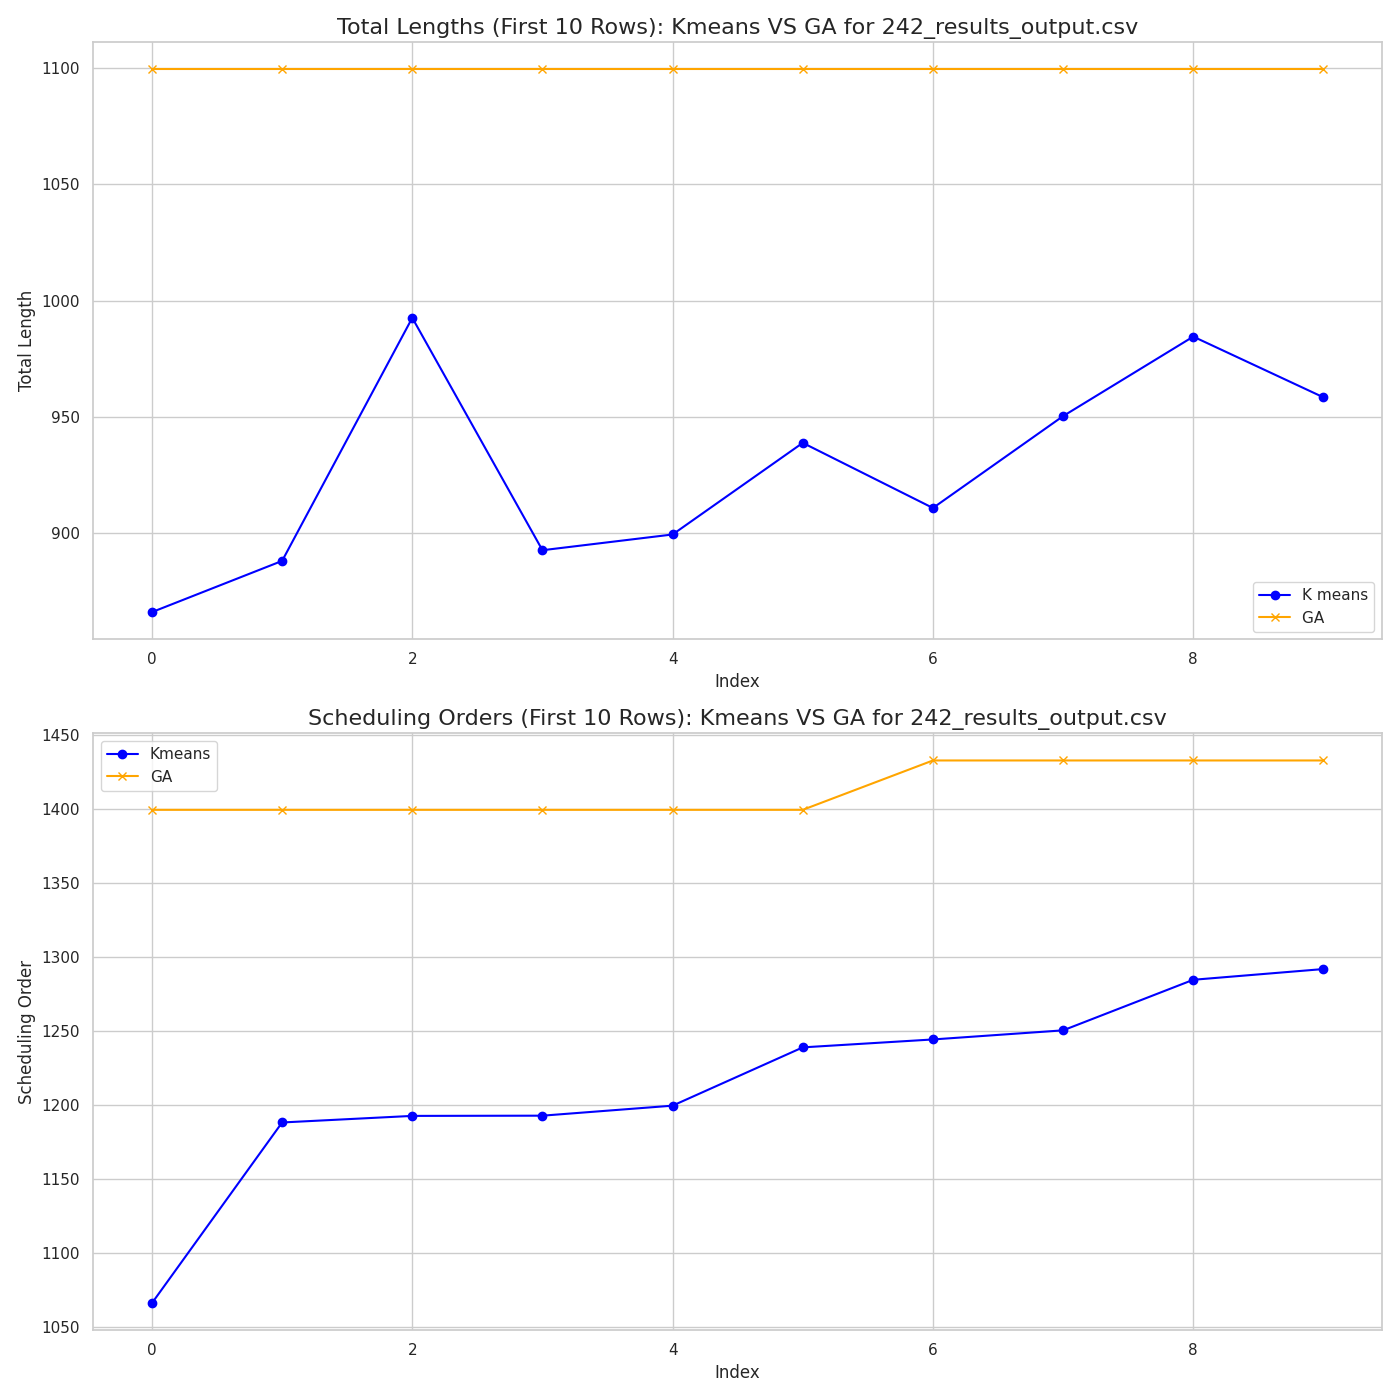 Total Lengths (First 10 Rows): Kmeans VS GA for 242_results_output.csv
1100
1050
1000
950
900
Total Length
K means
GA
0 2 4 6 8
Index
Scheduling Orders (First 10 Rows): Kmeans VS GA for 242_results_output.csv
Kmeans
GA
1450
1400
1350
1300
1250
1200
1150
1100
1050
Scheduling Order
0 2 4 6 8
Index